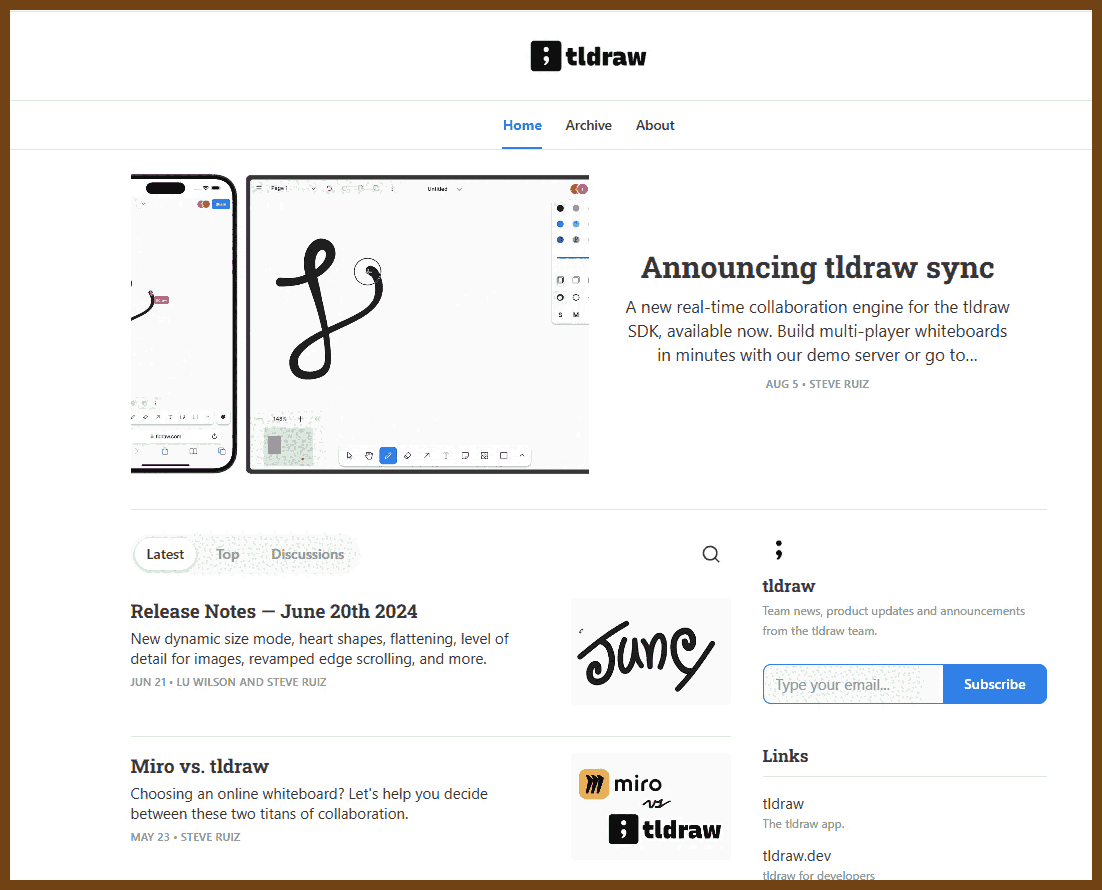 tldraw
Home Archive About
Page 1
Untitled
S M
148%
tldraw.com
Announcing tldraw sync
A new real-time collaboration engine for the tldraw
SDK, available now. Build multi-player whiteboards
in minutes with our demo server or go to...
AUG 5 • STEVE RUIZ
Latest Top Discussions
Release Notes — June 20th 2024
New dynamic size mode, heart shapes, flattening, level of
detail for images, revamped edge scrolling, and more.
JUN 21 • LU WILSON AND STEVE RUIZ
June
Miro vs. tldraw
Choosing an online whiteboard? Let's help you decide
between these two titans of collaboration.
MAY 23 • STEVE RUIZ
miro
vs
tldraw
tldraw
Team news, product updates and announcements
from the tldraw team.
Type your email... Subscribe
Links
tldraw
The tldraw app.
tldraw.dev
tldraw for developers